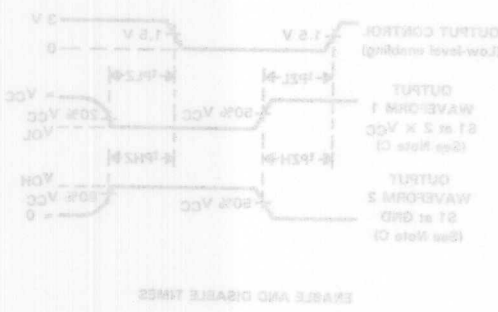 OUTPUT CONTROL
(Low-level enabling)
1.5 V
1.5 V
3 V
0
tPZL
tPLZ
OUTPUT
WAVEFORM 1
S1 at 2 × VCC
(See Note C)
50% VCC
20% VCC
VCC
VOL
tPZH
tPHZ
OUTPUT
WAVEFORM 2
S1 at GND
(See Note C)
50% VCC
80% VCC
VOH
0
ENABLE AND DISABLE TIMES